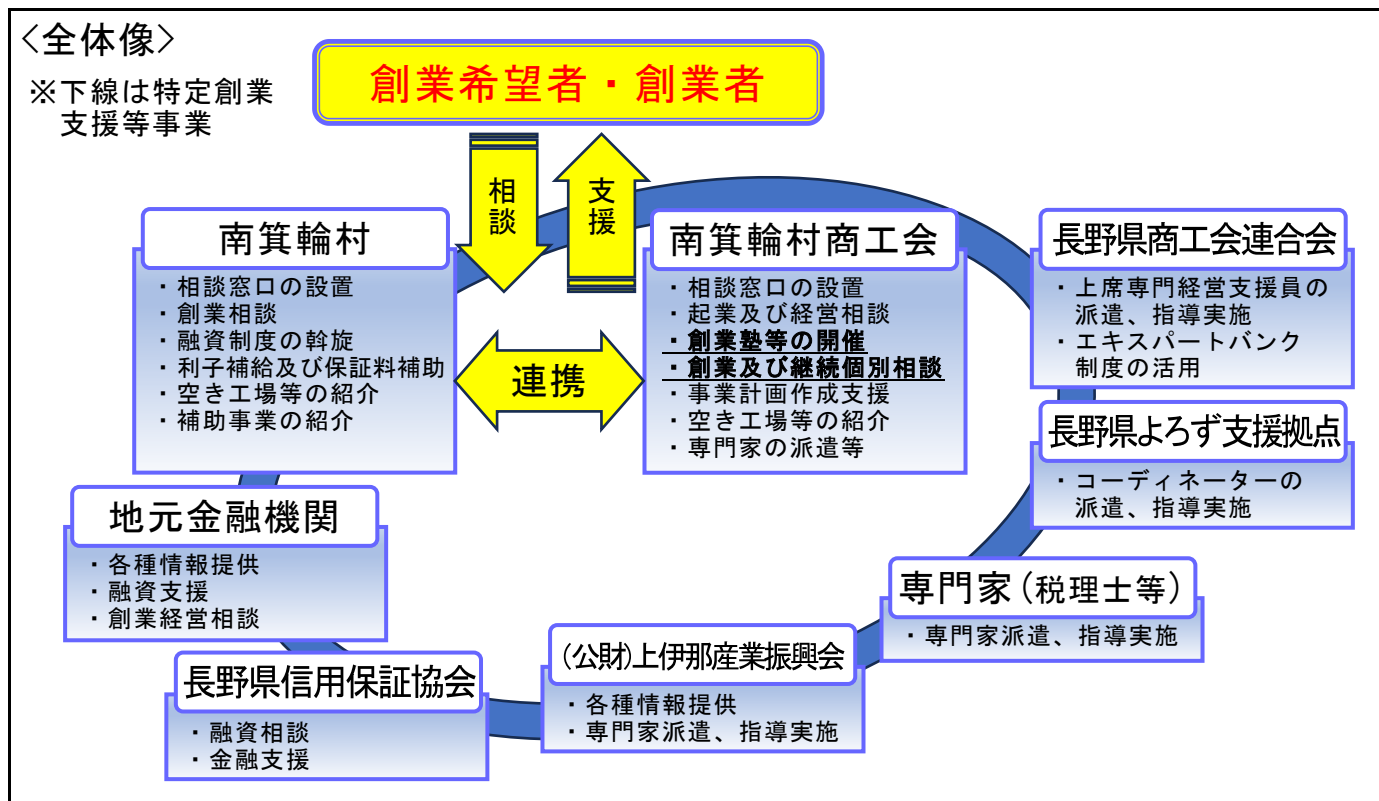 <全体像>
※下線は特定創業
支援等事業
創業希望者・創業者
相談
支援
南箕輪村
・相談窓口の設置
・創業相談
・融資制度の斡旋
・利子補給及び保証料補助
・空き工場等の紹介
・補助事業の紹介
連携
南箕輪村商工会
・相談窓口の設置
・起業及び経営相談
・創業塾等の開催
・創業及び継続個別相談
・事業計画作成支援
・空き工場等の紹介
・専門家の派遣等
長野県商工会連合会
・上席専門経営支援員の
派遣、指導実施
・エキスパートバンク
制度の活用
長野県よろず支援拠点
・コーディネーターの
派遣、指導実施
専門家(税理士等)
・専門家派遣、指導実施
(公財)上伊那産業振興会
・各種情報提供
・専門家派遣、指導実施
長野県信用保証協会
・融資相談
・金融支援
地元金融機関
・各種情報提供
・融資支援
・創業経営相談